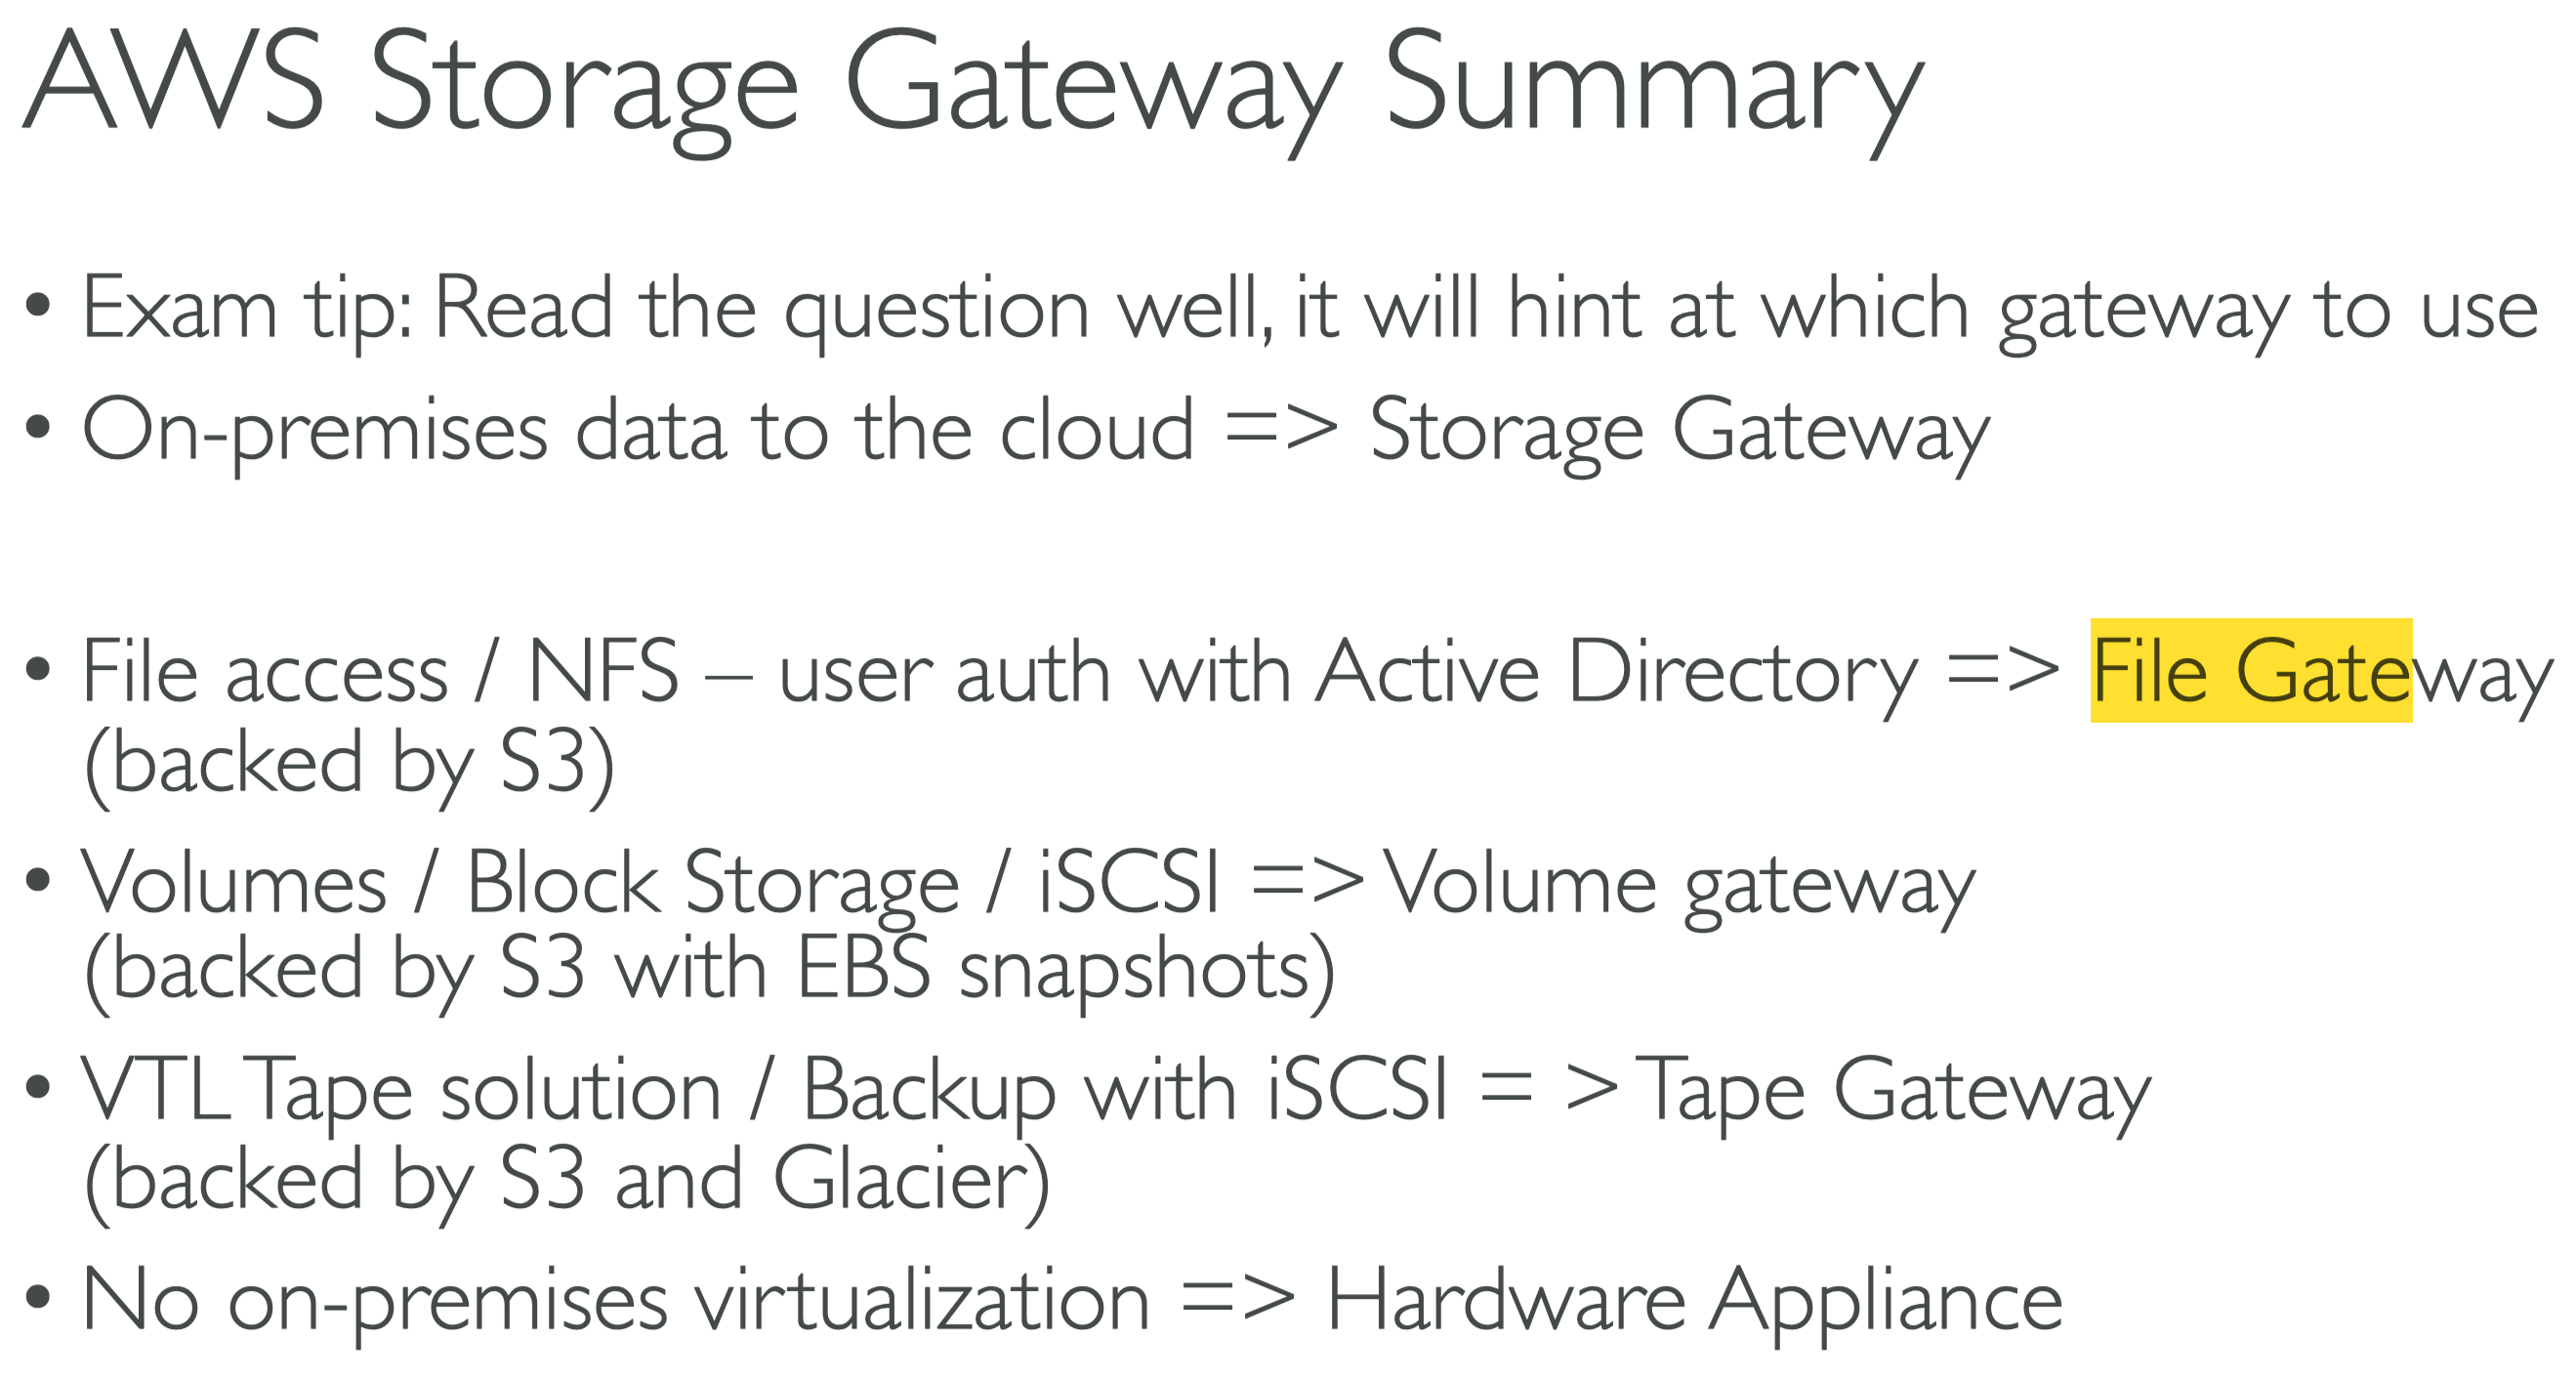 AWS Storage Gateway Summary
• Exam tip: Read the question well, it will hint at which gateway to use
• On-premises data to the cloud => Storage Gateway
• File access / NFS – user auth with Active Directory => File Gateway
(backed by S3)
• Volumes / Block Storage / iSCSI => Volume gateway
(backed by S3 with EBS snapshots)
• VTL Tape solution / Backup with iSCSI = > Tape Gateway
(backed by S3 and Glacier)
• No on-premises virtualization => Hardware Appliance